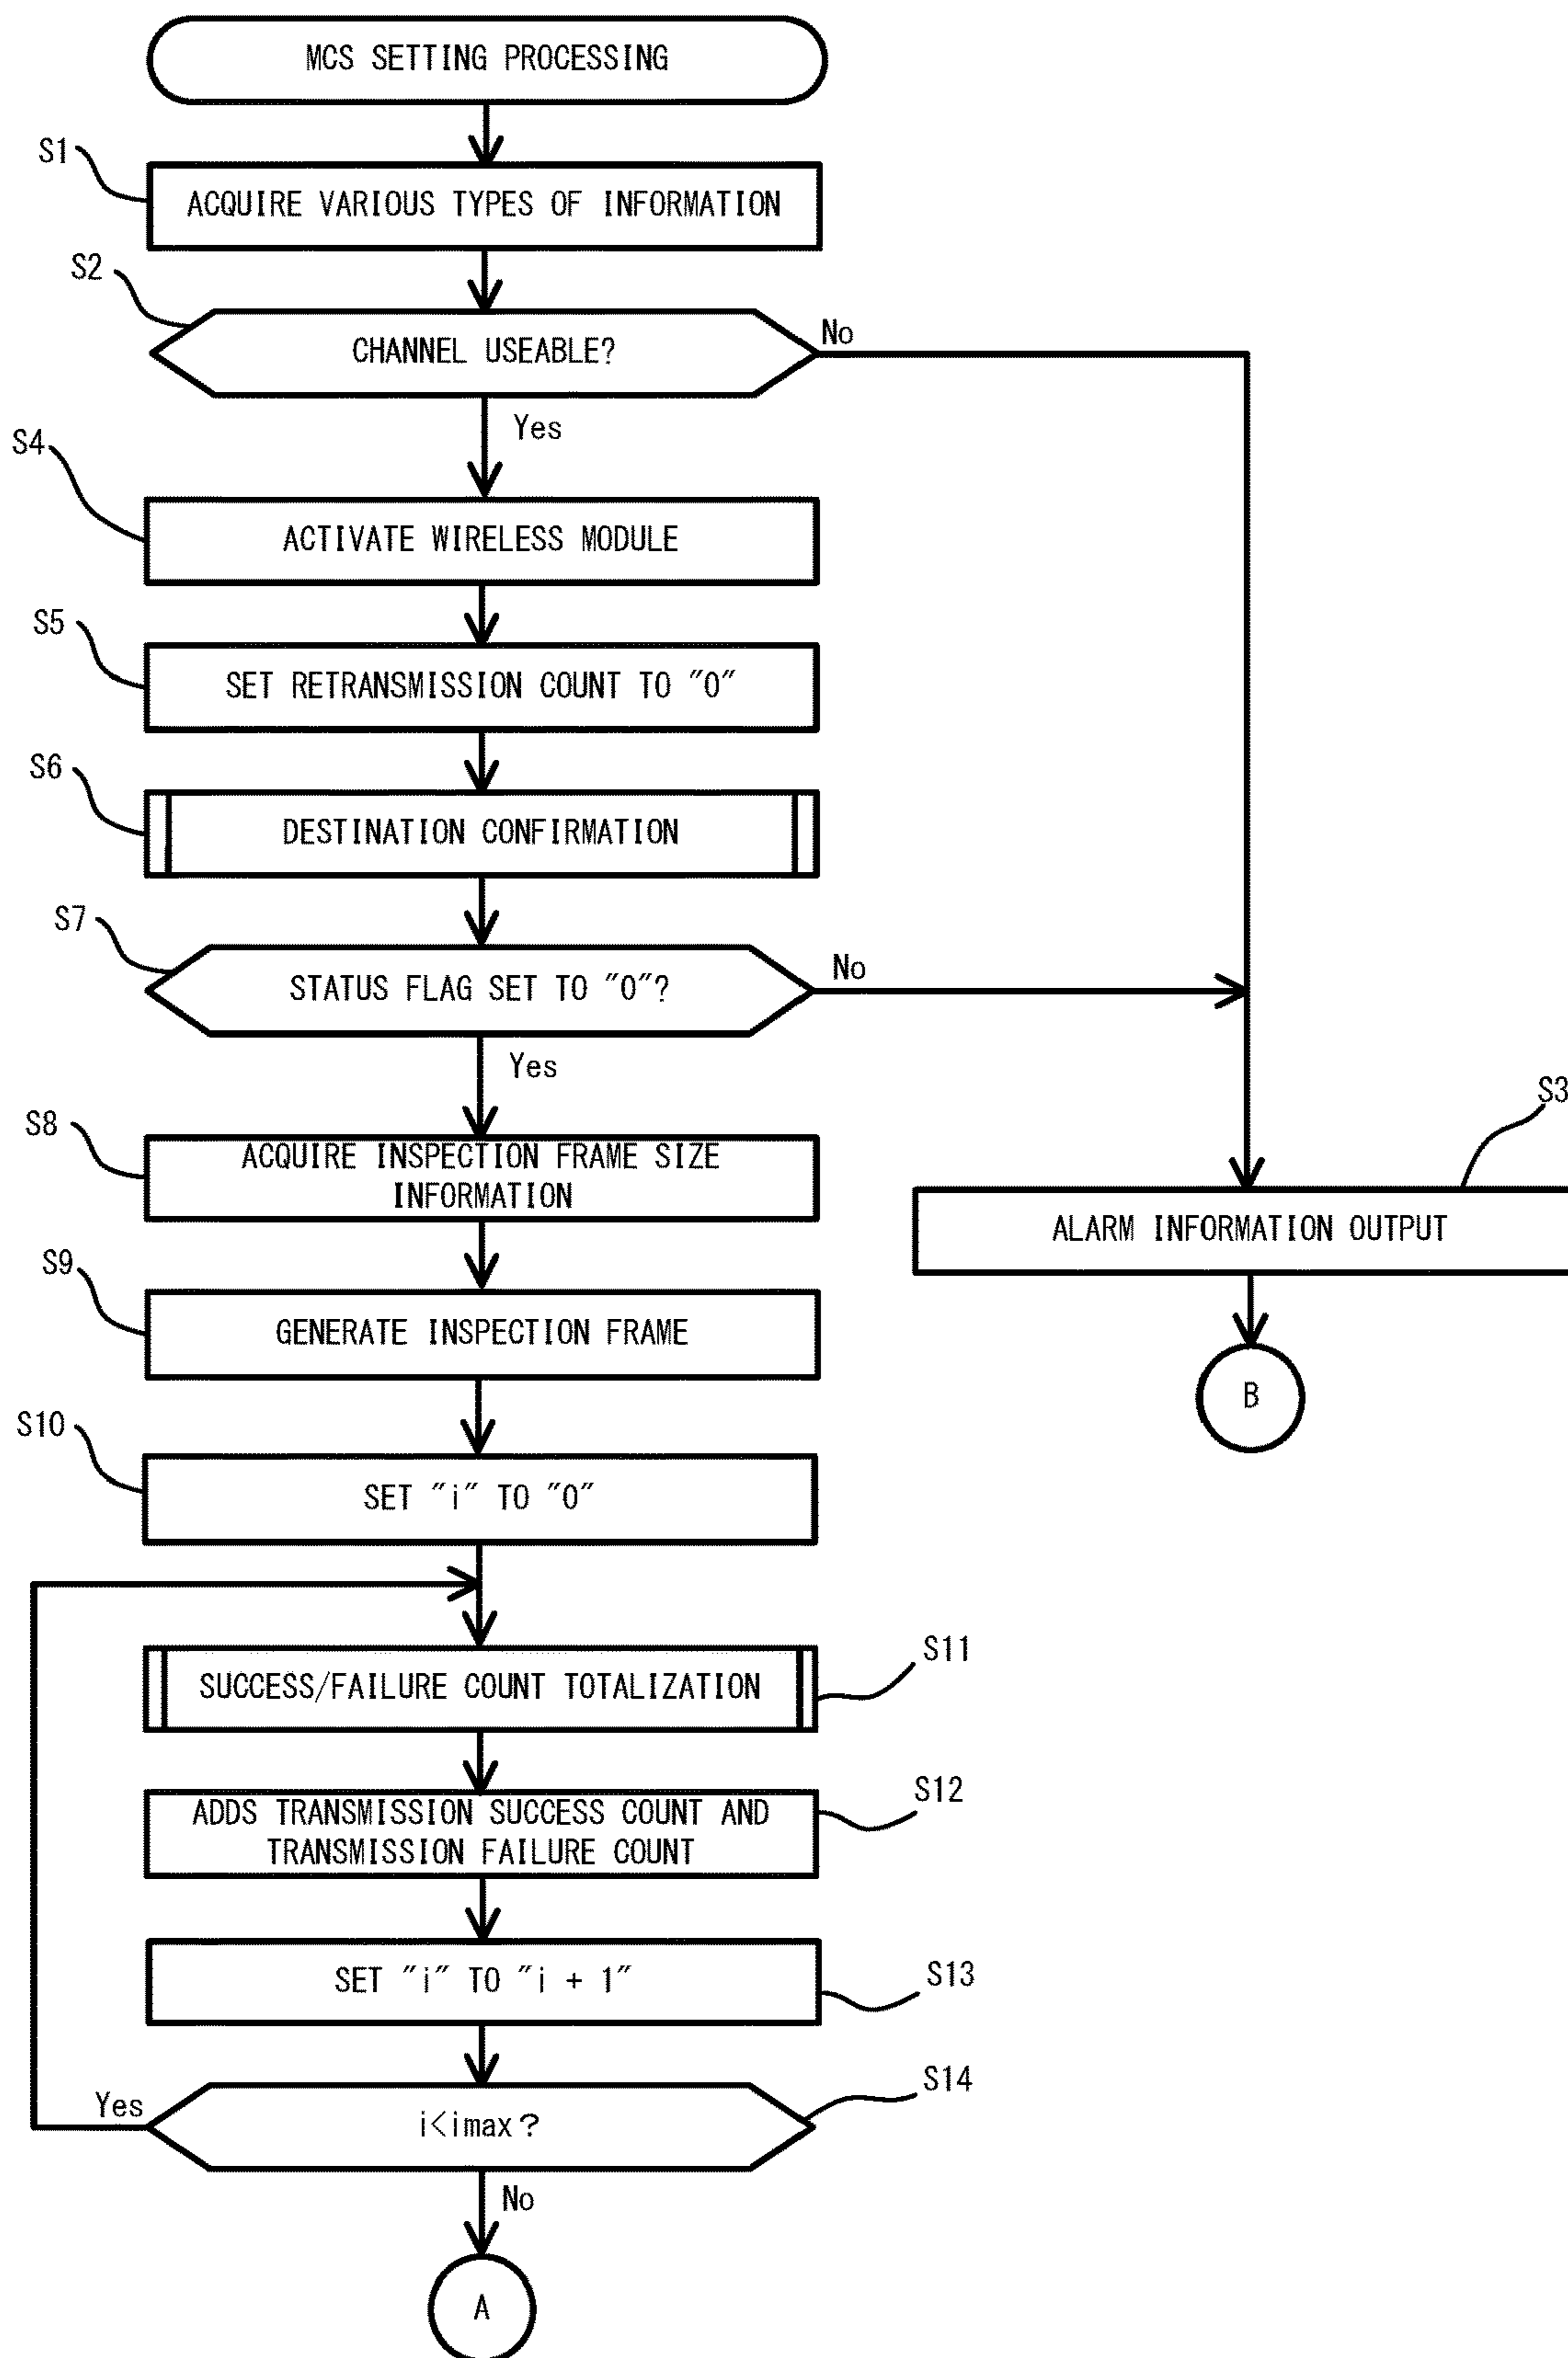 MCS SETTING PROCESSING
S1
ACQUIRE VARIOUS TYPES OF INFORMATION
S2
CHANNEL USEABLE?
No
Yes
S4
ACTIVATE WIRELESS MODULE
S5
SET RETRANSMISSION COUNT TO "0"
S6
DESTINATION CONFIRMATION
S7
STATUS FLAG SET TO "0"?
No
Yes
S8
ACQUIRE INSPECTION FRAME SIZE
INFORMATION
S3
ALARM INFORMATION OUTPUT
S9
GENERATE INSPECTION FRAME
B
S10
SET "i" TO "0"
S11
SUCCESS/FAILURE COUNT TOTALIZATION
S12
ADDS TRANSMISSION SUCCESS COUNT AND
TRANSMISSION FAILURE COUNT
S13
SET "i" TO "i + 1"
S14
Yes
i<imax?
No
A